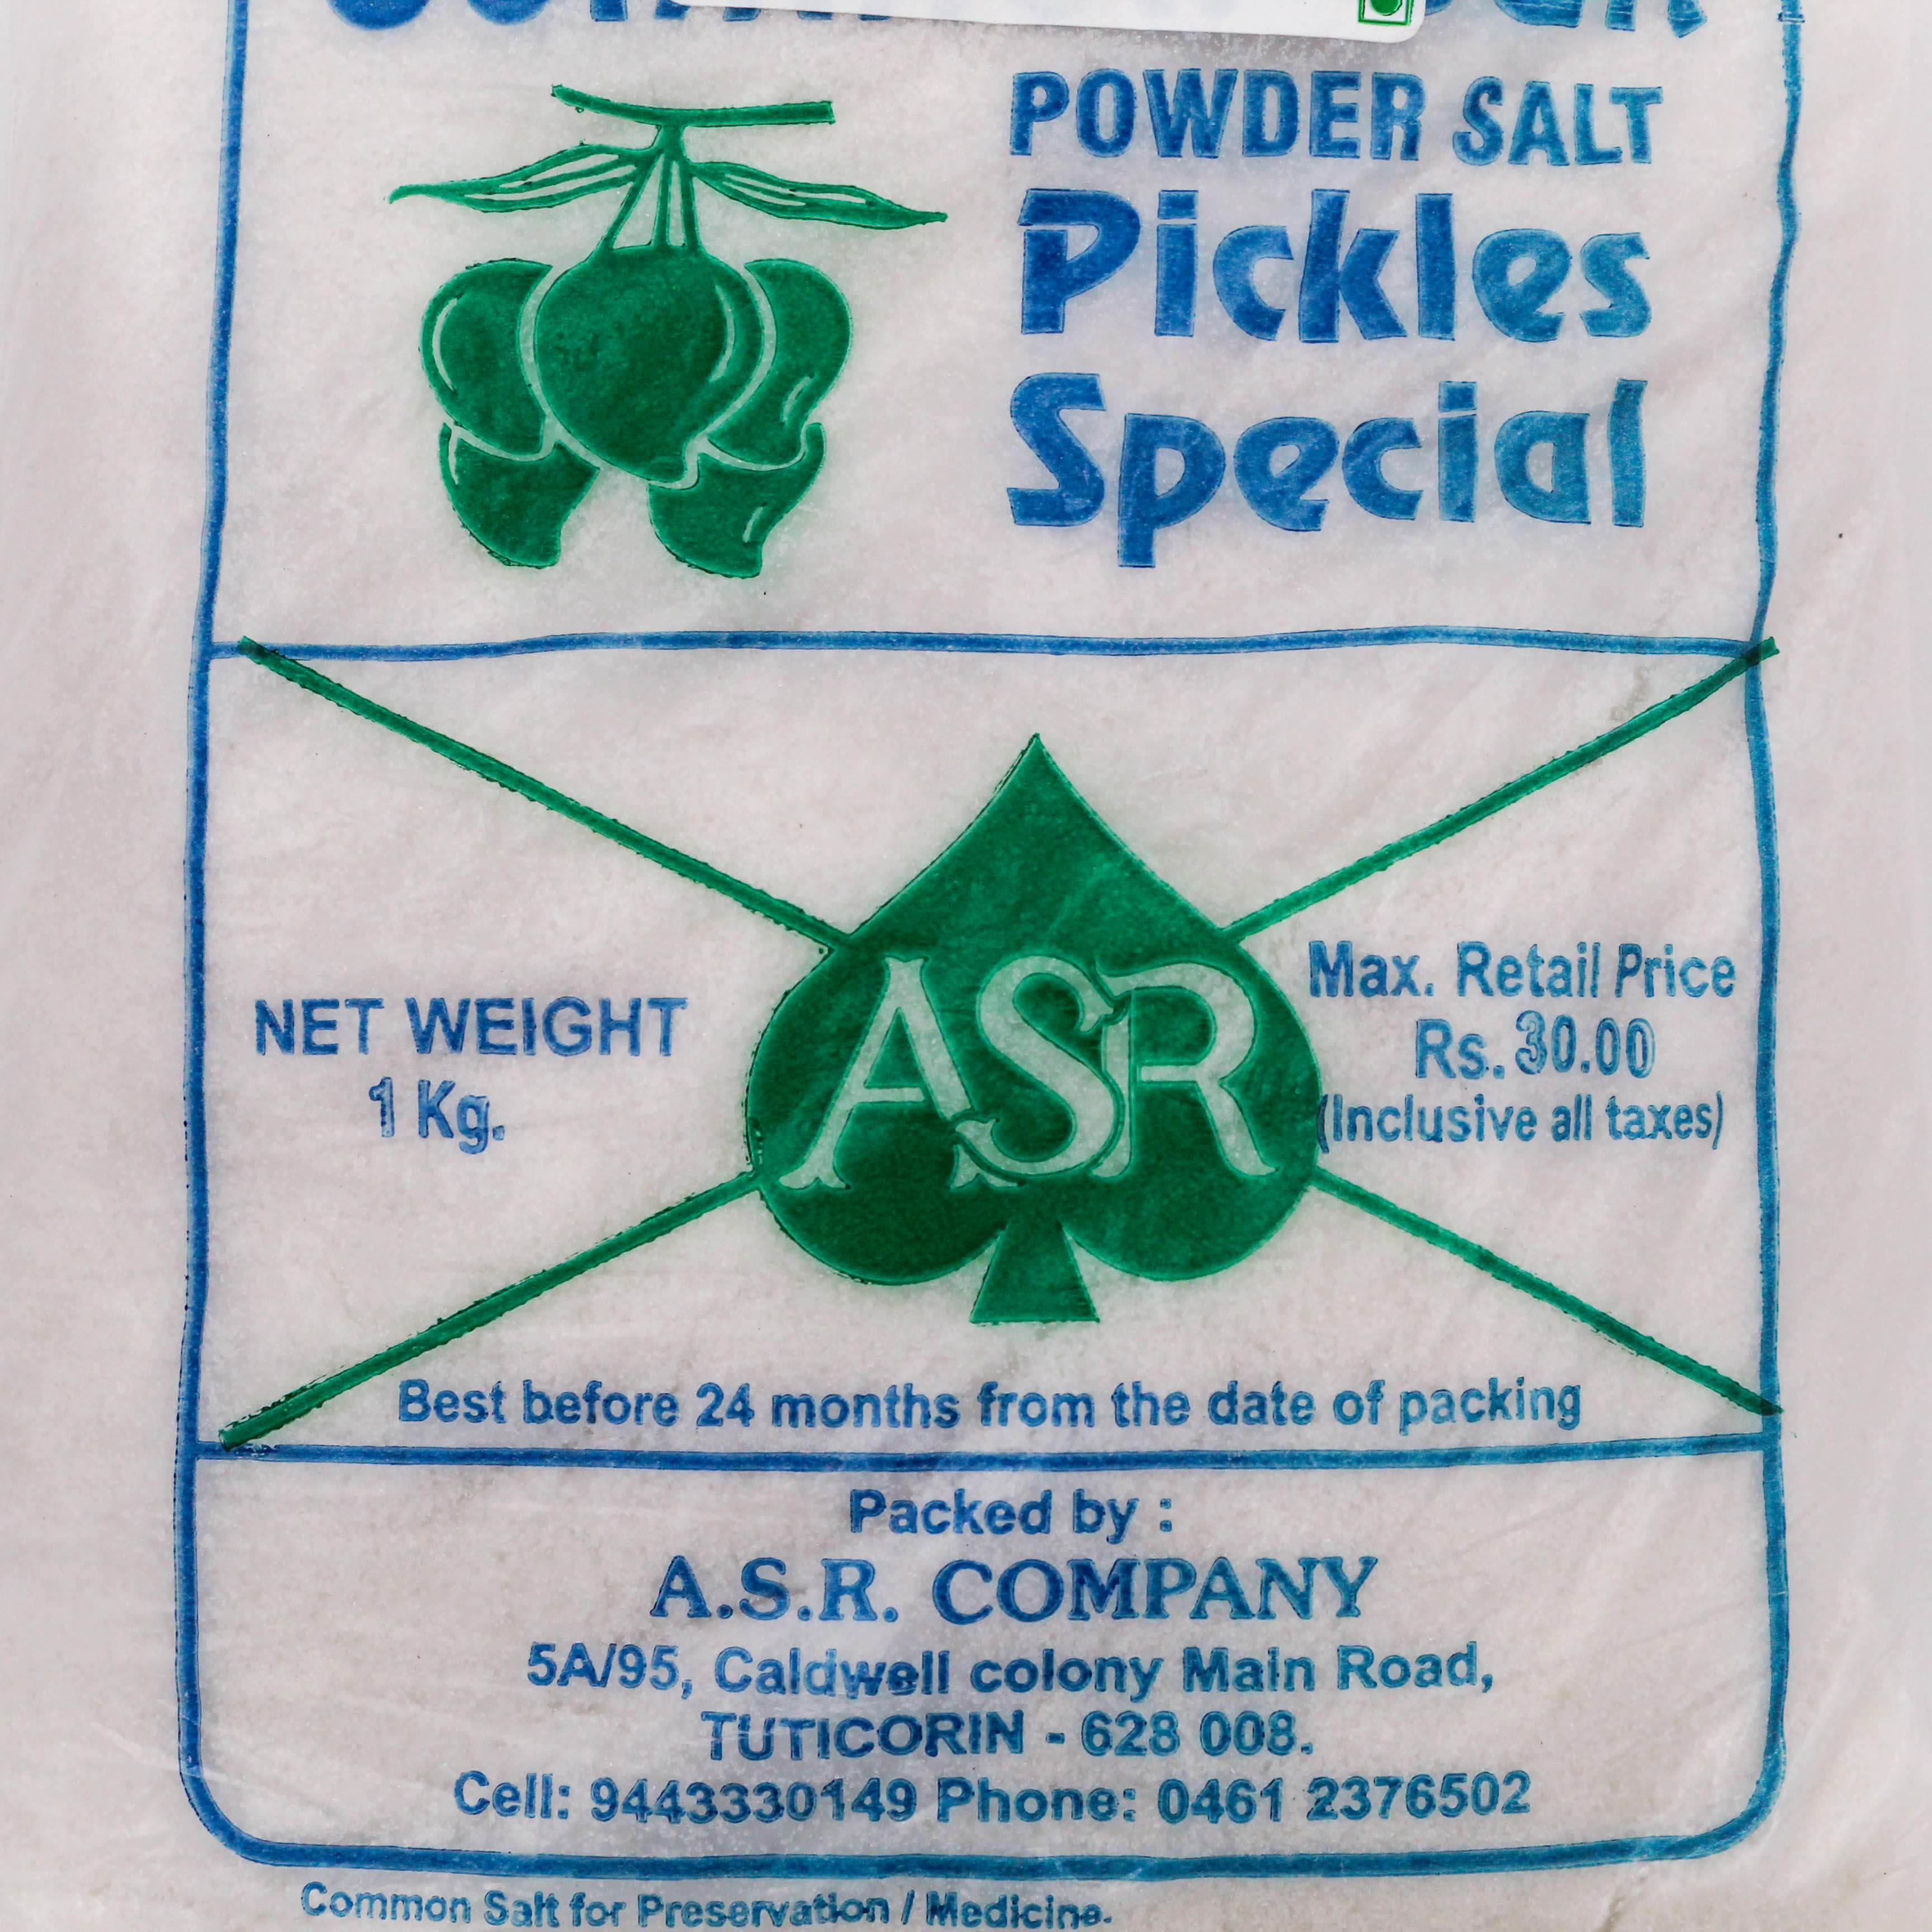 POWDER SALT
Pickles
Special
NET WEIGHT
1 Kg.
ASR
Max. Retail Price
Rs. 30.00
(Inclusive all taxes)
Best before 24 months from the date of packing
Packed by :
A.S.R. COMPANY
5A/95, Caldwell colony Main Road,
TUTICORIN - 628 008.
Cell: 9443330149 Phone: 0461 2376502
Common Salt for Preservation / Medicine.